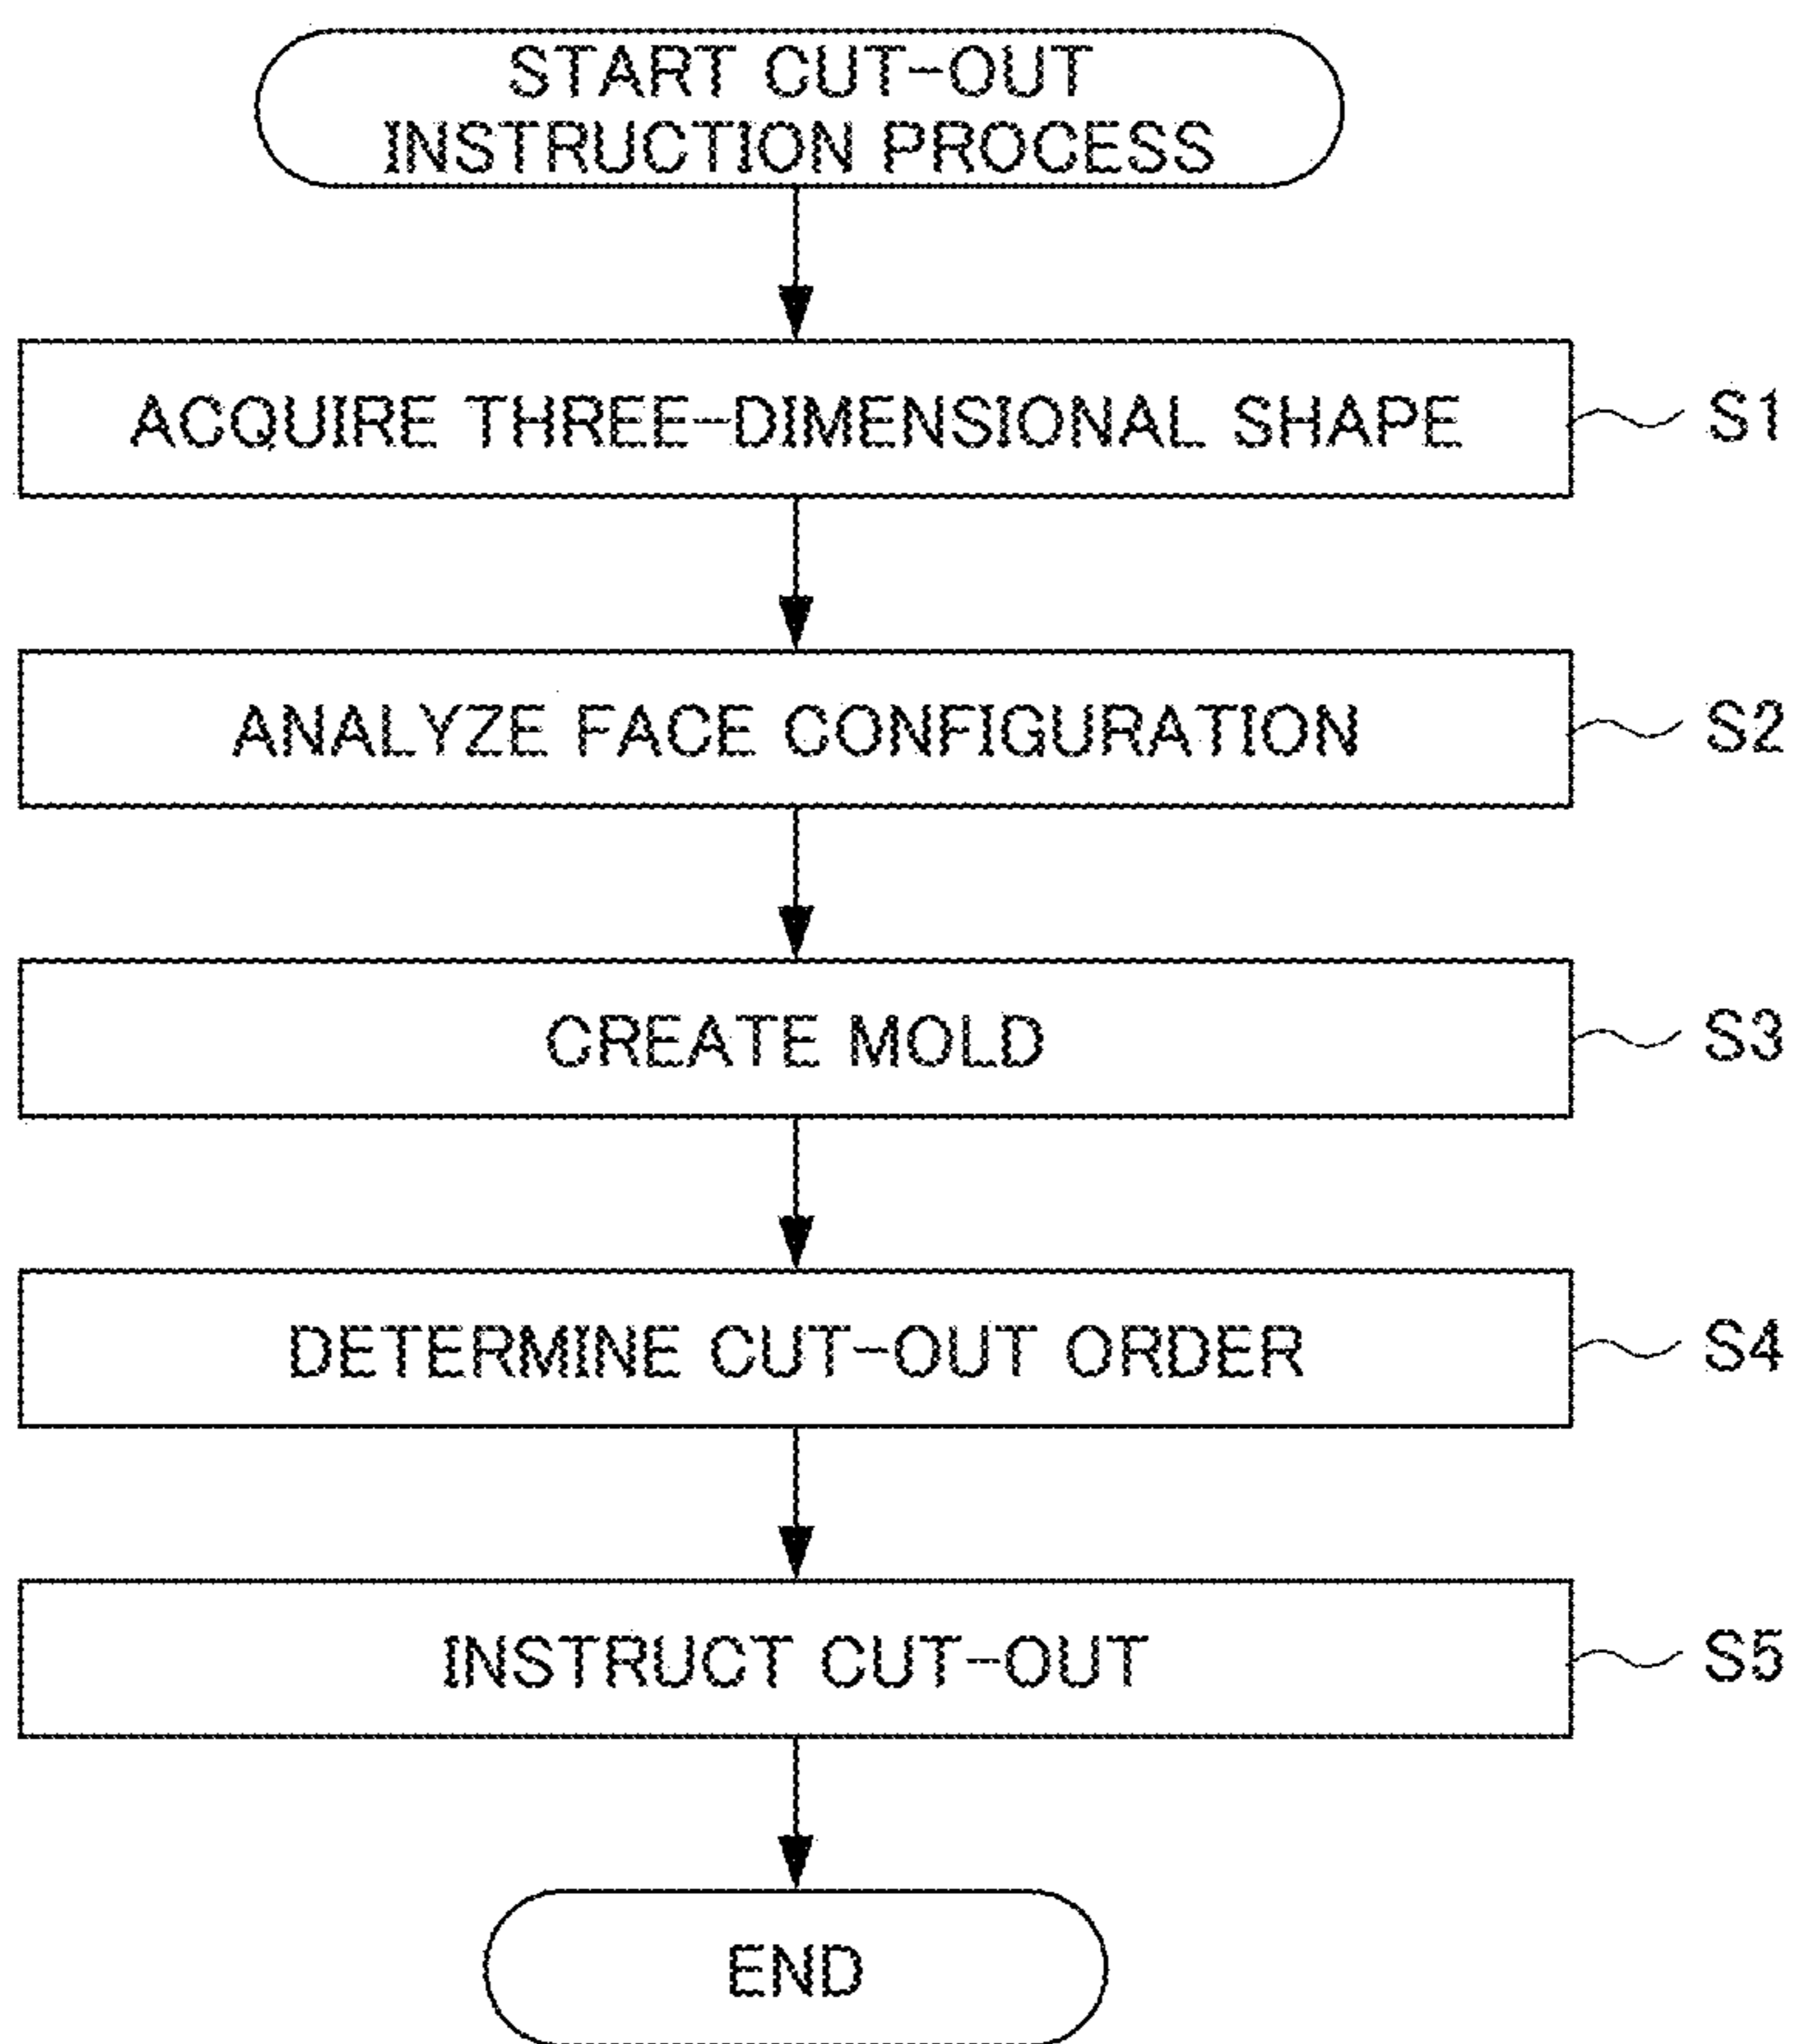 START CUT-OUT
INSTRUCTION PROCESS
ACQUIRE THREE-DIMENSIONAL SHAPE
S1
ANALYZE FACE CONFIGURATION
S2
CREATE MOLD
S3
DETERMINE CUT-OUT ORDER
S4
INSTRUCT CUT-OUT
S5
END